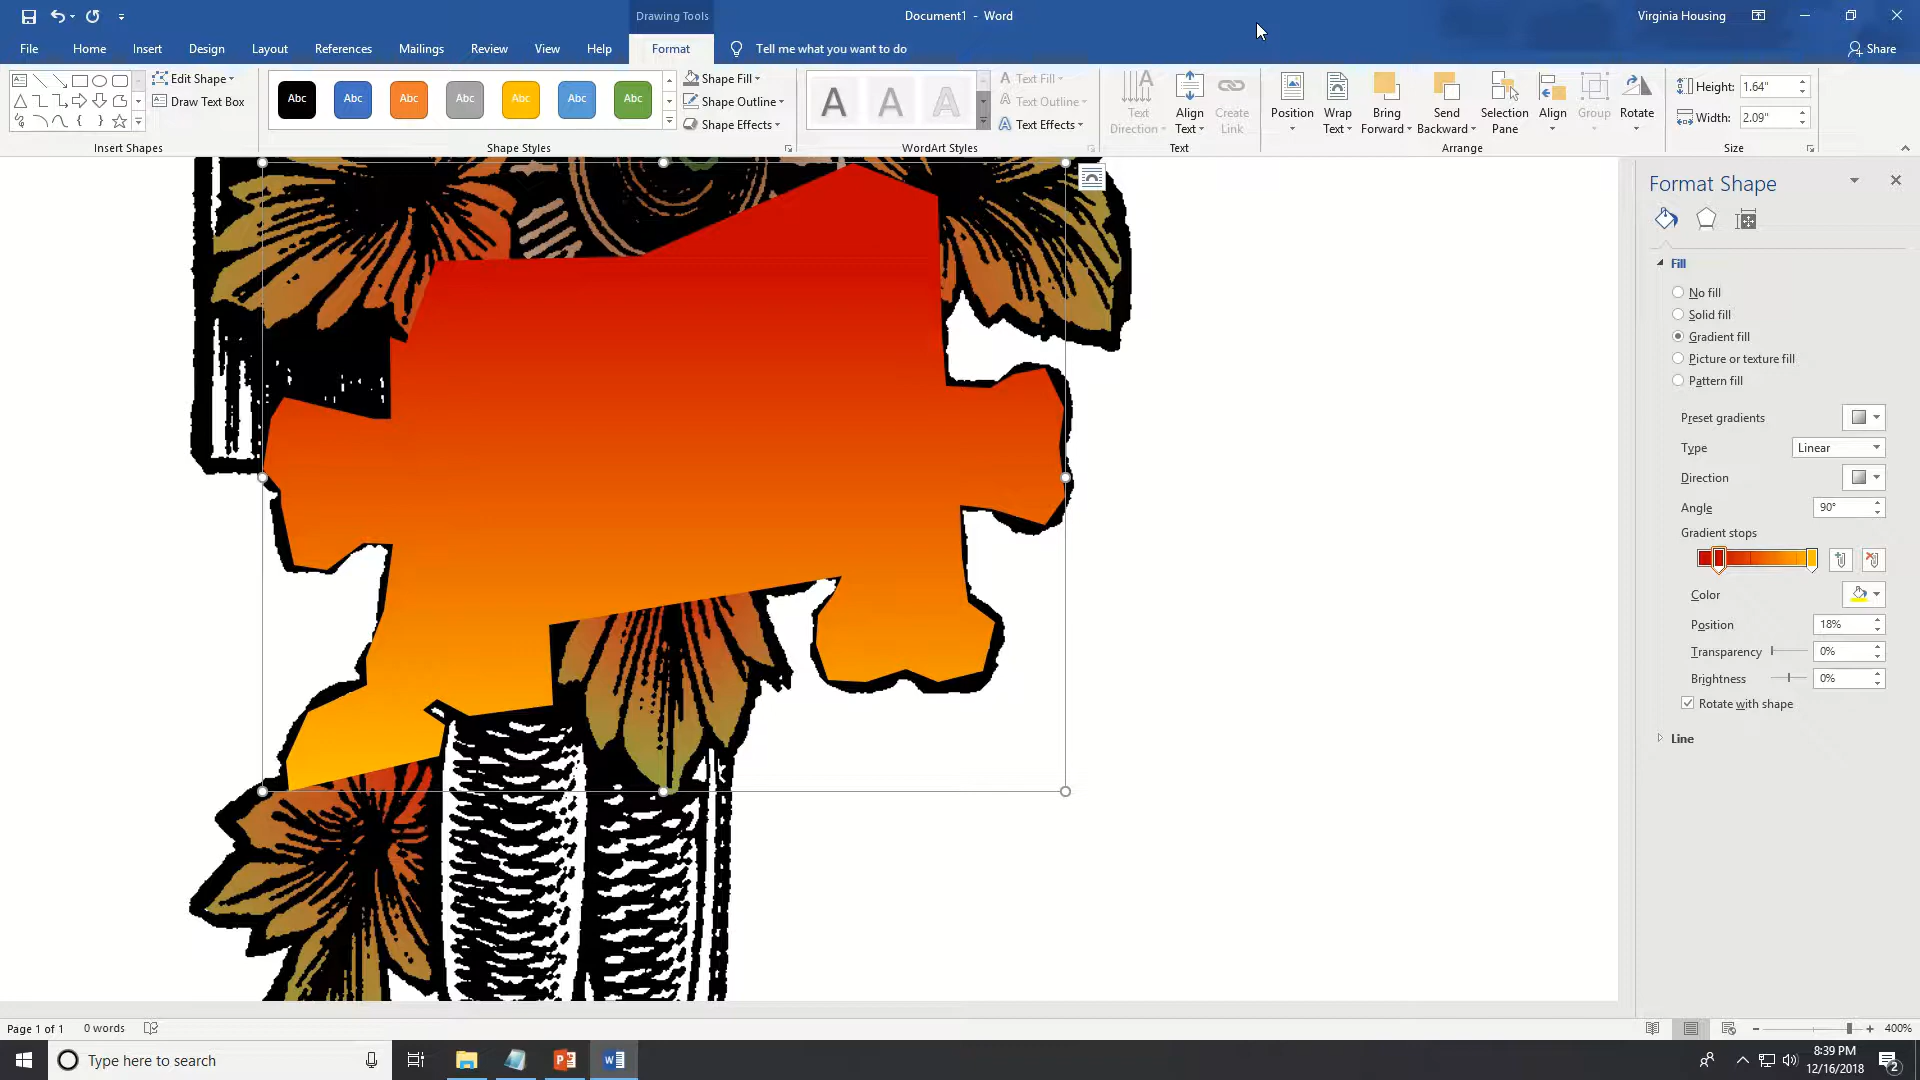 Drawing Tools
Document1 - Word
Virginia Housing
File Home Insert Design Layout References Mailings Review View Help Format Tell me what you want to do Share
Edit Shape
Draw Text Box
Insert Shapes
Abc Abc Abc Abc Abc Abc Abc
Shape Fill
Shape Outline
Shape Effects
Shape Styles
A A A
Text Fill
Text Outline
Text Effects
WordArt Styles
Text Direction
Align Text
Create Link
Text
Position
Wrap Text
Bring Forward
Send Backward
Selection Pane
Align
Group
Rotate
Arrange
Height: 1.64"
Width: 2.09"
Size
Format Shape
Fill
No fill
Solid fill
Gradient fill
Picture or texture fill
Pattern fill
Preset gradients
Type Linear
Direction
Angle 90°
Gradient stops
Color
Position 18%
Transparency 0%
Brightness 0%
Rotate with shape
Line
Page 1 of 1 0 words 400%
Type here to search
8:39 PM
12/16/2018
2